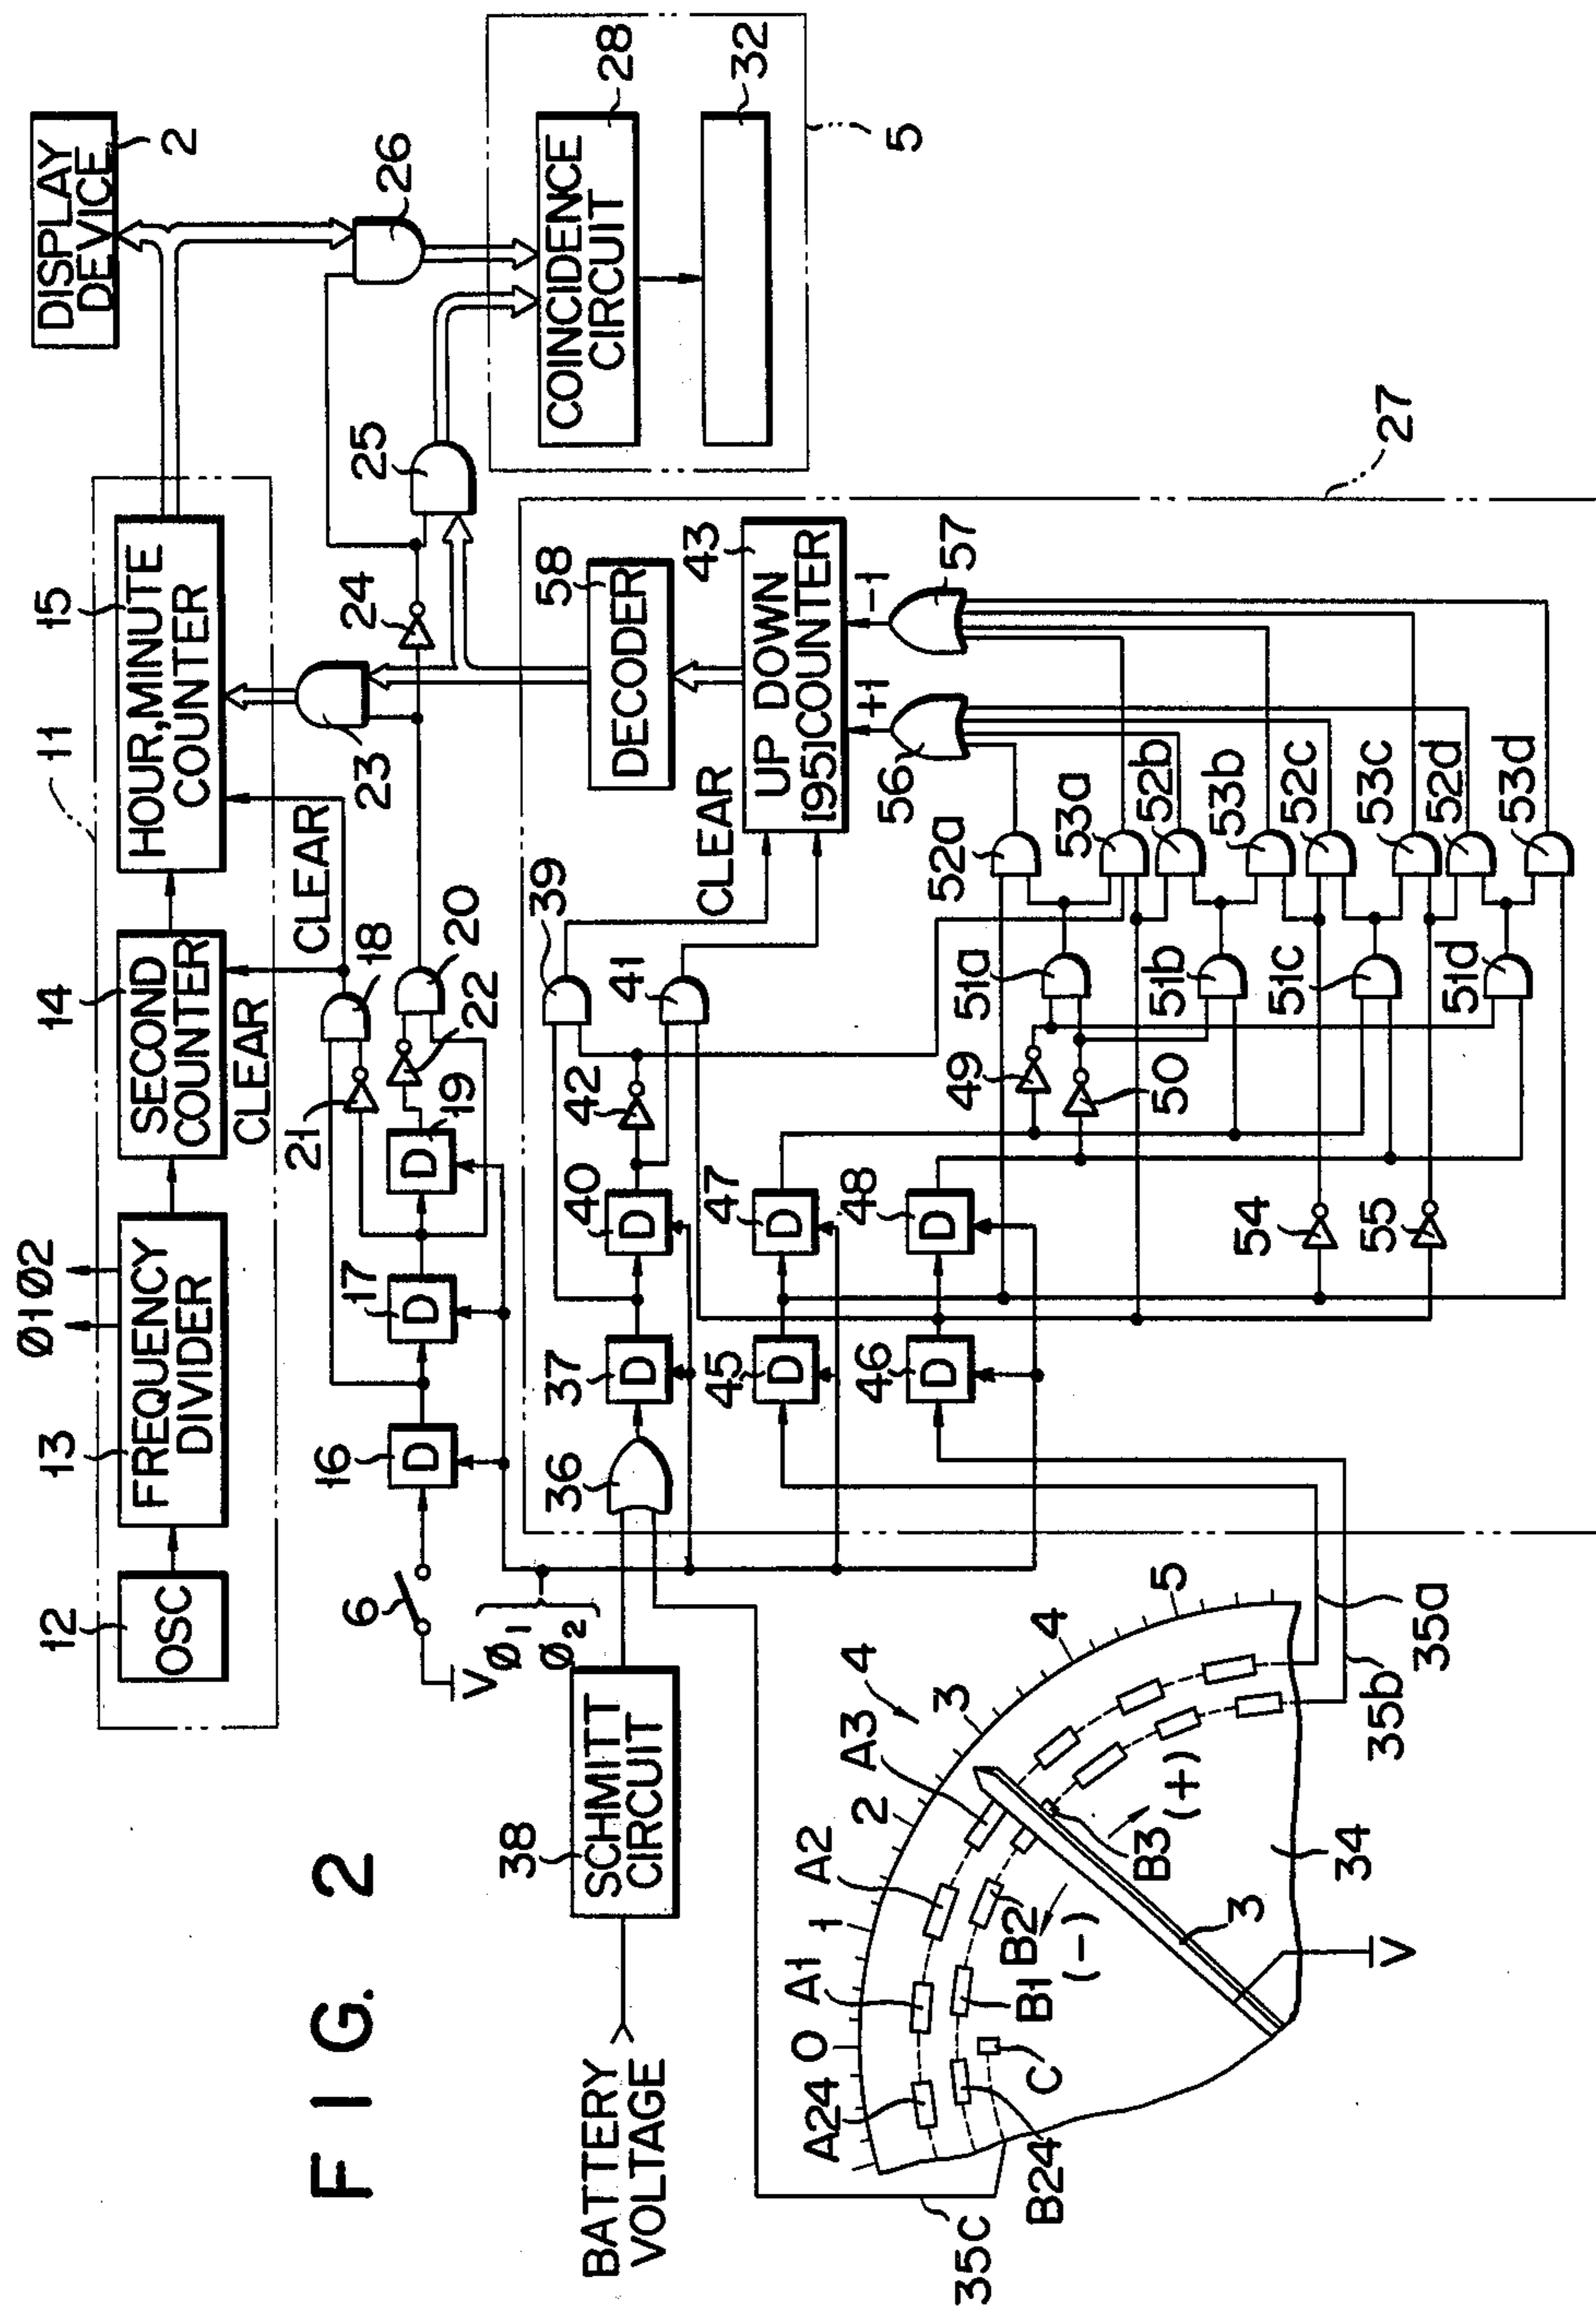 FIG. 2
11
12
OSC
13
FREQUENCY
DIVIDER
Ø1 Ø2
14
SECOND
COUNTER
15
HOUR, MINUTE
COUNTER
DISPLAY
DEVICE
2
CLEAR
CLEAR
6
V
Ø1
Ø2
16
D
17
D
21
18
19
D
22
20
23
24
25
26
COINCIDENCE
CIRCUIT
28
32
5
BATTERY
VOLTAGE
38
SCHMITT
CIRCUIT
36
37
D
40
D
42
39
41
CLEAR
58
DECODER
43
UP DOWN
[95]COUNTER
+1
-1
56
57
27
45
D
47
D
46
D
48
D
49
50
51a
51b
51c
51d
52a
53a
52b
53b
52c
53c
52d
53d
54
55
4
A24
A1
A2
A3
0
1
2
3
4
5
B24
B1
B2
B3
C
(-)
(+)
3
34
V
35a
35b
35c